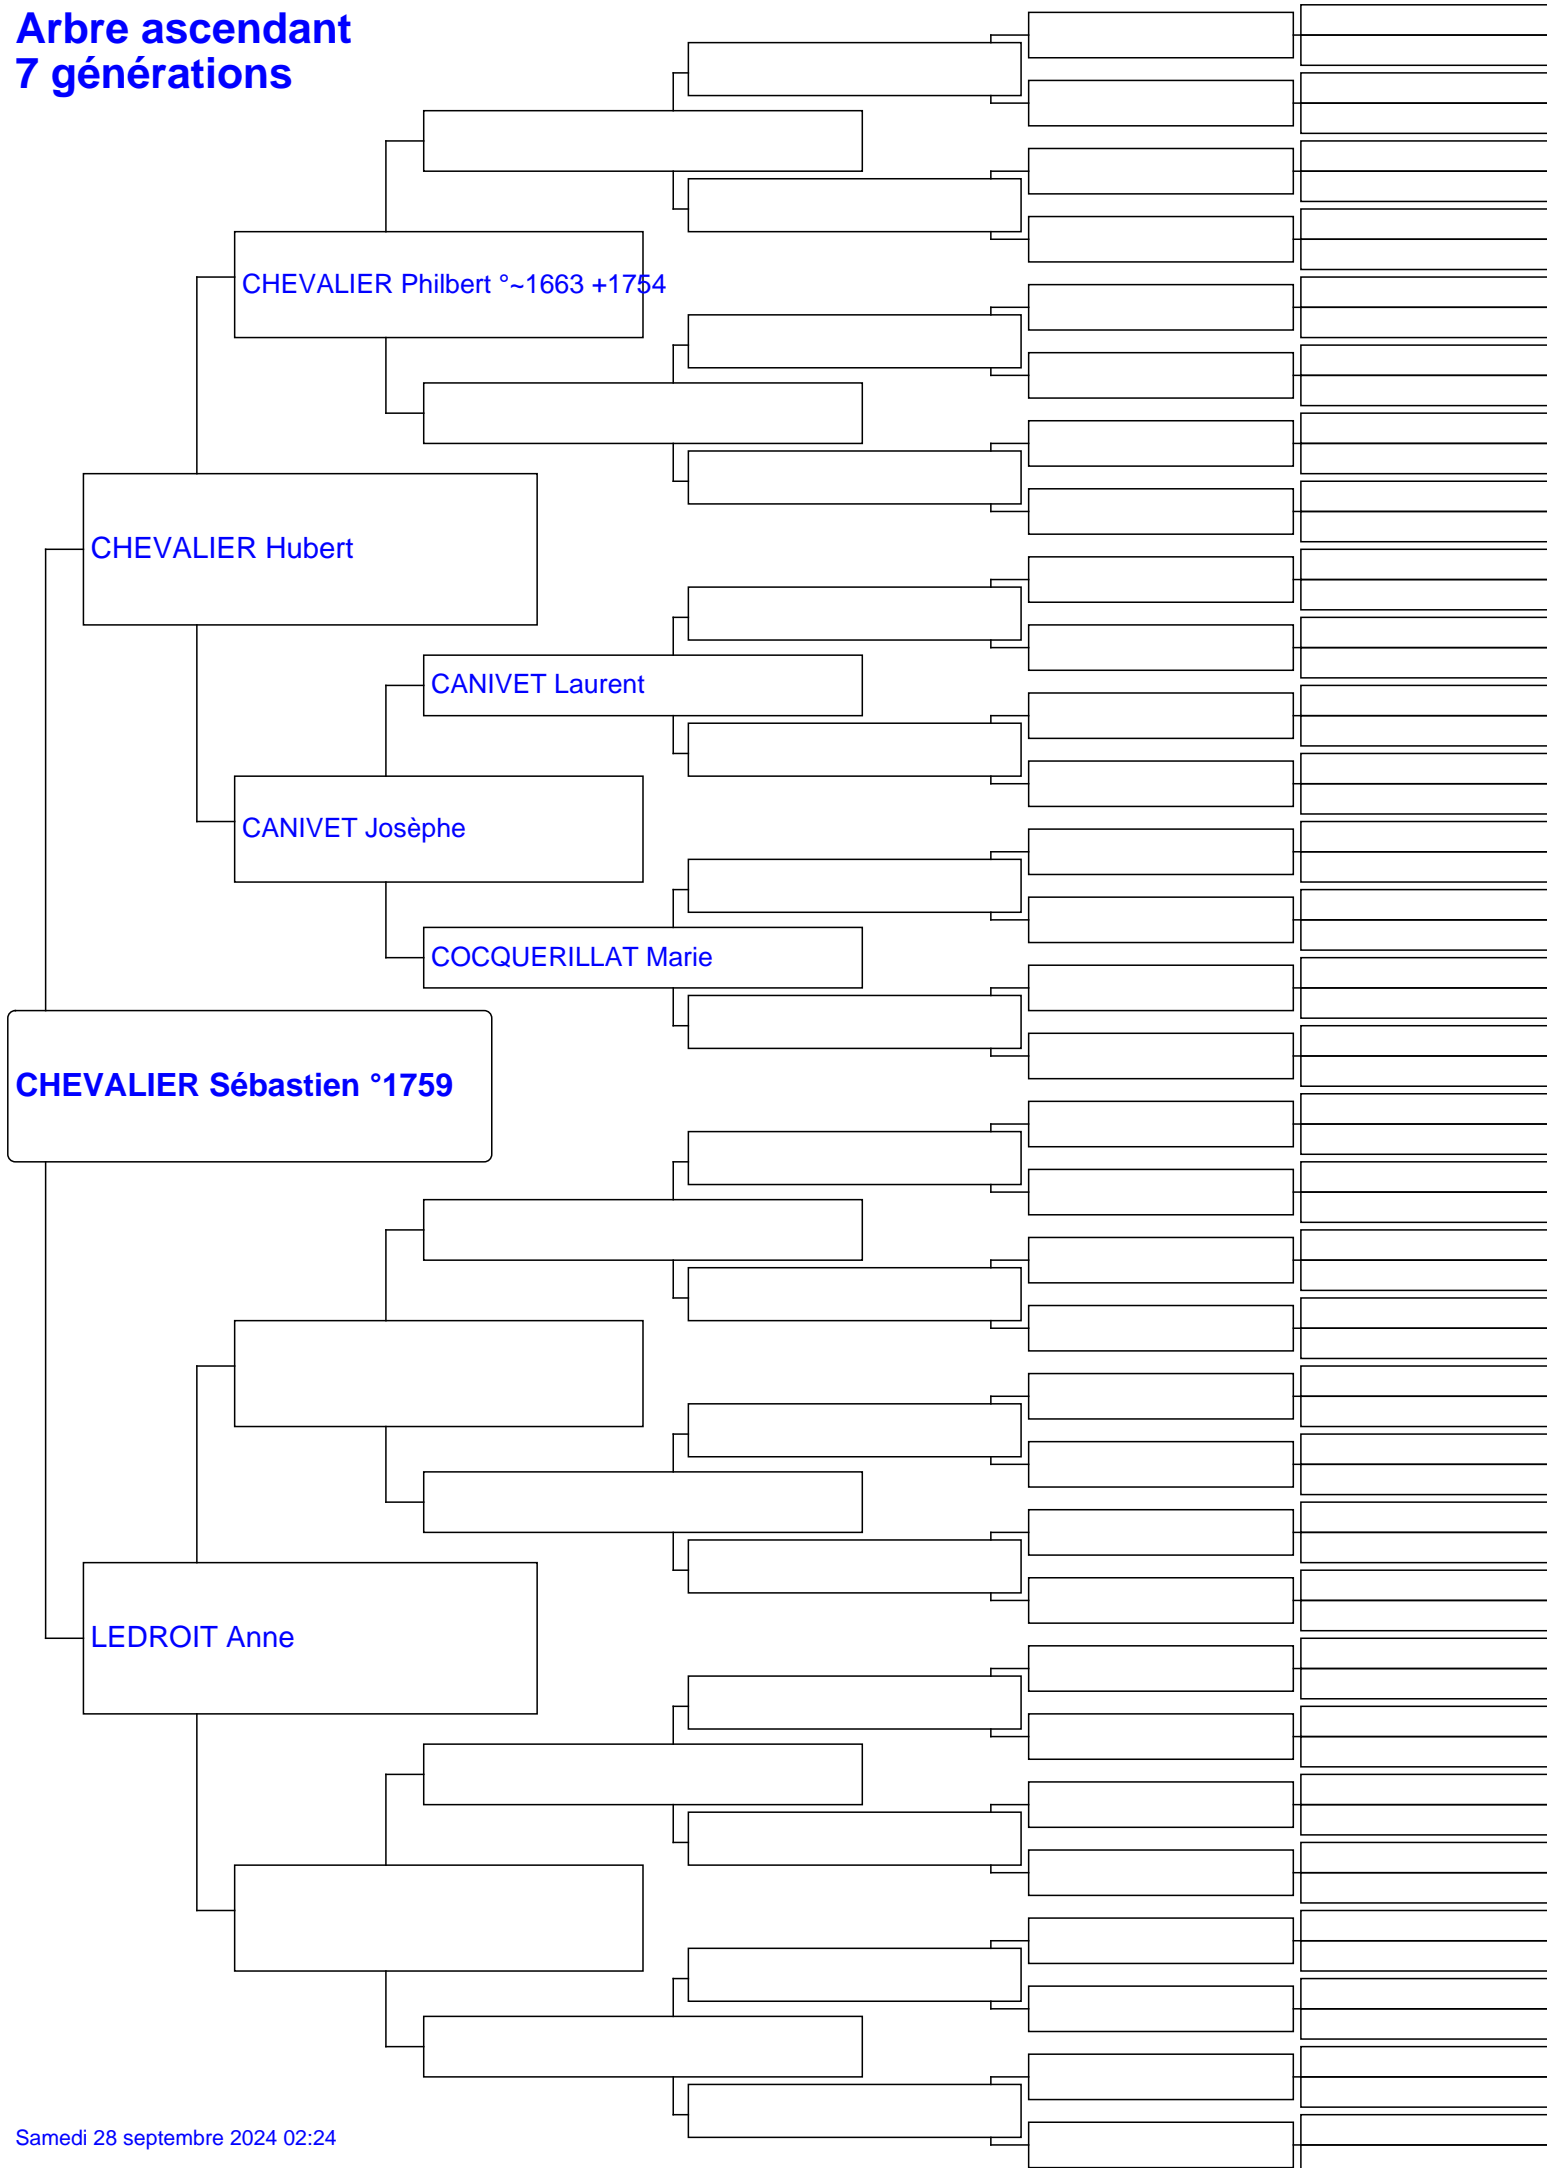 Arbre ascendant
7 générations
CHEVALIER Philbert °~1663 +1754
CHEVALIER Hubert
CANIVET Laurent
CANIVET Josèphe
COCQUERILLAT Marie
CHEVALIER Sébastien °1759
LEDROIT Anne
Samedi 28 septembre 2024 02:24